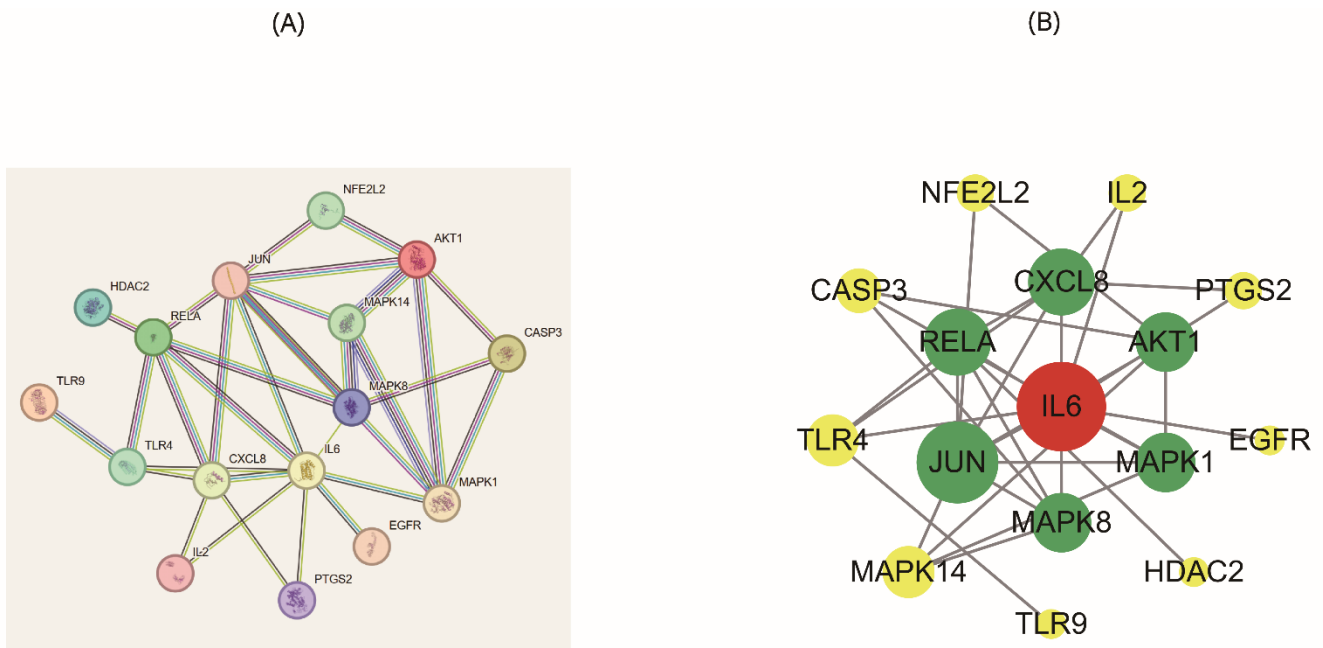 (A)
(B)
NFE2L2
AKT1
JUN
HDAC2
MAPK14
RELA
CASP3
MAPK8
TLR9
IL6
TLR4
CXCL8
MAPK1
EGFR
IL2
PTGS2
NFE2L2
IL2
CASP3
CXCL8
PTGS2
RELA
AKT1
IL6
TLR4
EGFR
JUN
MAPK1
MAPK8
MAPK14
HDAC2
TLR9